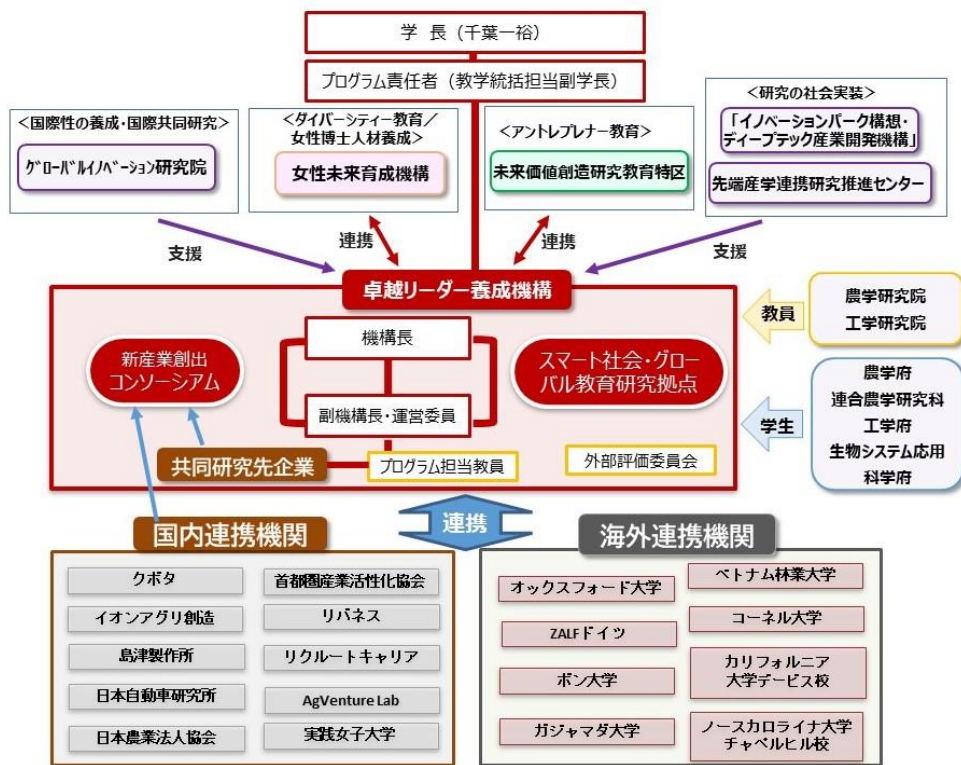 学 長（千葉一裕）
プログラム責任者（教学統括担当副学長）
＜国際性の養成・国際共同研究＞
ｸﾞﾛｰﾊﾞﾙｲﾉﾍﾞｰｼｮﾝ研究院
＜ダイバーシティー教育／
女性博士人材養成＞
女性未来育成機構
＜アントレプレナー教育＞
未来価値創造研究教育特区
＜研究の社会実装＞
「イノベーションパーク構想・
ディープテック産業開発機構」
先端産学連携研究推進センター
支援
連携
連携
支援
卓越リーダー養成機構
機構長
新産業創出
コンソーシアム
スマート社会・グロー
バル教育研究拠点
副機構長・運営委員
共同研究先企業
プログラム担当教員
外部評価委員会
教員
農学研究院
工学研究院
学生
農学府
連合農学研究科
工学府
生物システム応用
科学府
連携
国内連携機関
クボタ
首都圏産業活性化協会
イオンアグリ創造
リバネス
島津製作所
リクルートキャリア
日本自動車研究所
AgVenture Lab
日本農業法人協会
実践女子大学
海外連携機関
オックスフォード大学
ベトナム林業大学
ZALFドイツ
コーネル大学
ボン大学
カリフォルニア
大学デービス校
ガジャマダ大学
ノースカロライナ大学
チャペルヒル校